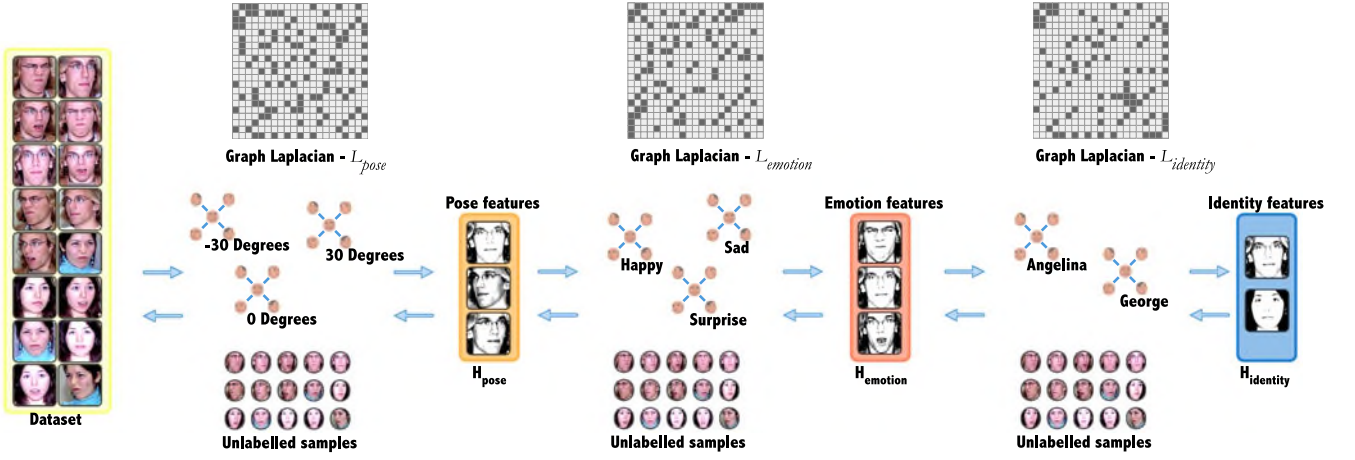 Graph Laplacian - L_pose
Graph Laplacian - L_emotion
Graph Laplacian - L_identity
-30 Degrees
30 Degrees
0 Degrees
Pose features
Happy
Sad
Surprise
Emotion features
Angelina
George
Identity features
H_pose
H_emotion
H_identity
Dataset
Unlabelled samples
Unlabelled samples
Unlabelled samples